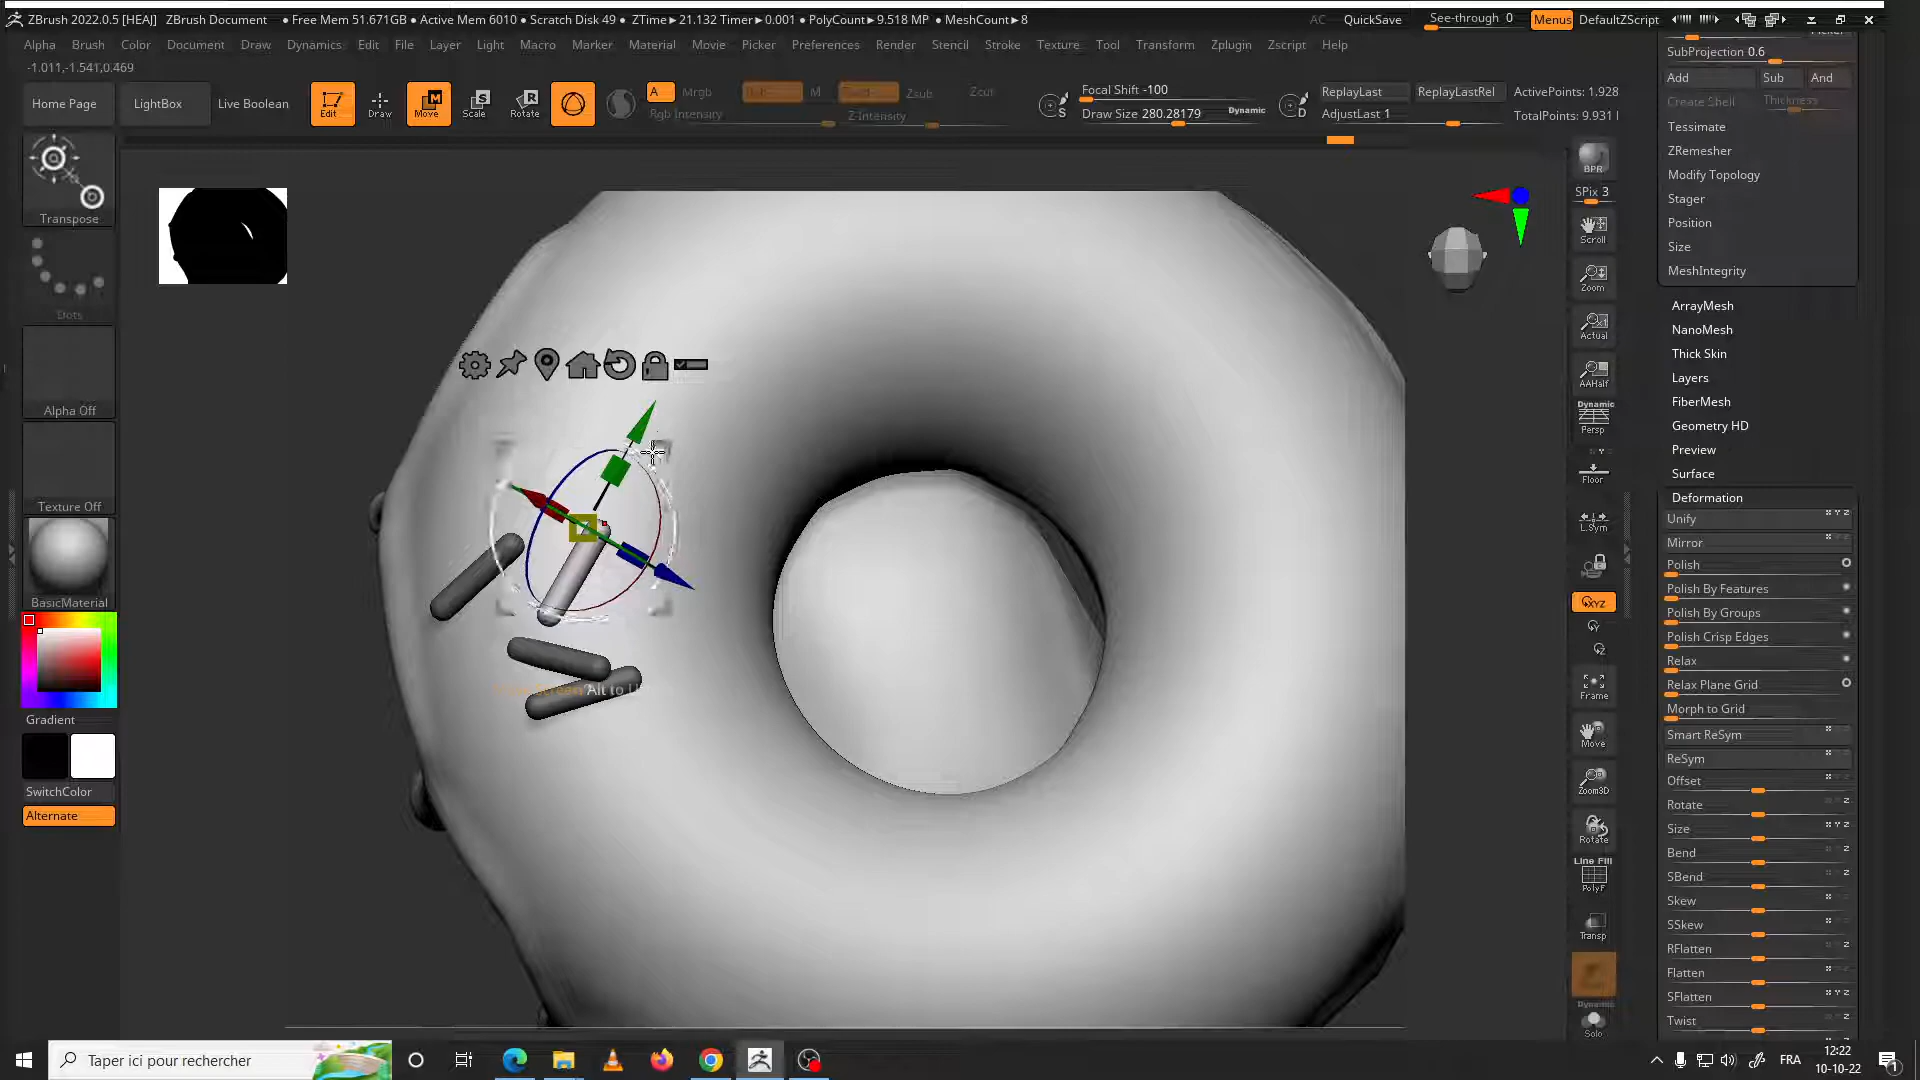 ZBrush 2022.0.5 [HEAJ] ZBrush Document ● Free Mem 51.671GB ● Active Mem 6010 ● Scratch Disk 49 ● ZTime►21.132 Timer►0.001 ● PolyCount►9.518 MP ● MeshCount►8 AC QuickSave See-through 0 Menus DefaultZScript
Alpha Brush Color Document Draw Dynamics Edit File Layer Light Macro Marker Material Movie Picker Preferences Render Stencil Stroke Texture Tool Transform Zplugin Zscript Help
-1.011,-1.541,0.469
Home Page LightBox Live Boolean
Edit Draw Move Scale Rotate
A Mrgb M Zsub Zcut
Rgb Intensity Z-Intensity
Focal Shift -100
Draw Size 280.28179 Dynamic
S D
ReplayLast ReplayLastRel ActivePoints: 1.928
AdjustLast 1 TotalPoints: 9.931
Transpose
Dots
Alpha Off
Texture Off
BasicMaterial
Gradient
SwitchColor
Alternate
Alt to
BPR
SPix 3
Scroll
Zoom
Actual
AAHalf
Dynamic
Persp
Floor
L.Sym
XYZ
Y
Z
Frame
Move
Zoom3D
Rotate
Line Fill
PolyF
Transp
Dynamic
Solo
SubProjection 0.6
Add Sub And
Create Shell Thickness
Tessimate
ZRemesher
Modify Topology
Stager
Position
Size
MeshIntegrity
ArrayMesh
NanoMesh
Thick Skin
Layers
FiberMesh
Geometry HD
Preview
Surface
Deformation
Unify
Mirror
Polish
Polish By Features
Polish By Groups
Polish Crisp Edges
Relax
Relax Plane Grid
Morph to Grid
Smart ReSym
ReSym
Offset
Rotate
Size
Bend
SBend
Skew
SSkew
RFlatten
Flatten
SFlatten
Twist
Taper ici pour rechercher
FRA
12:22
10-10-22
1